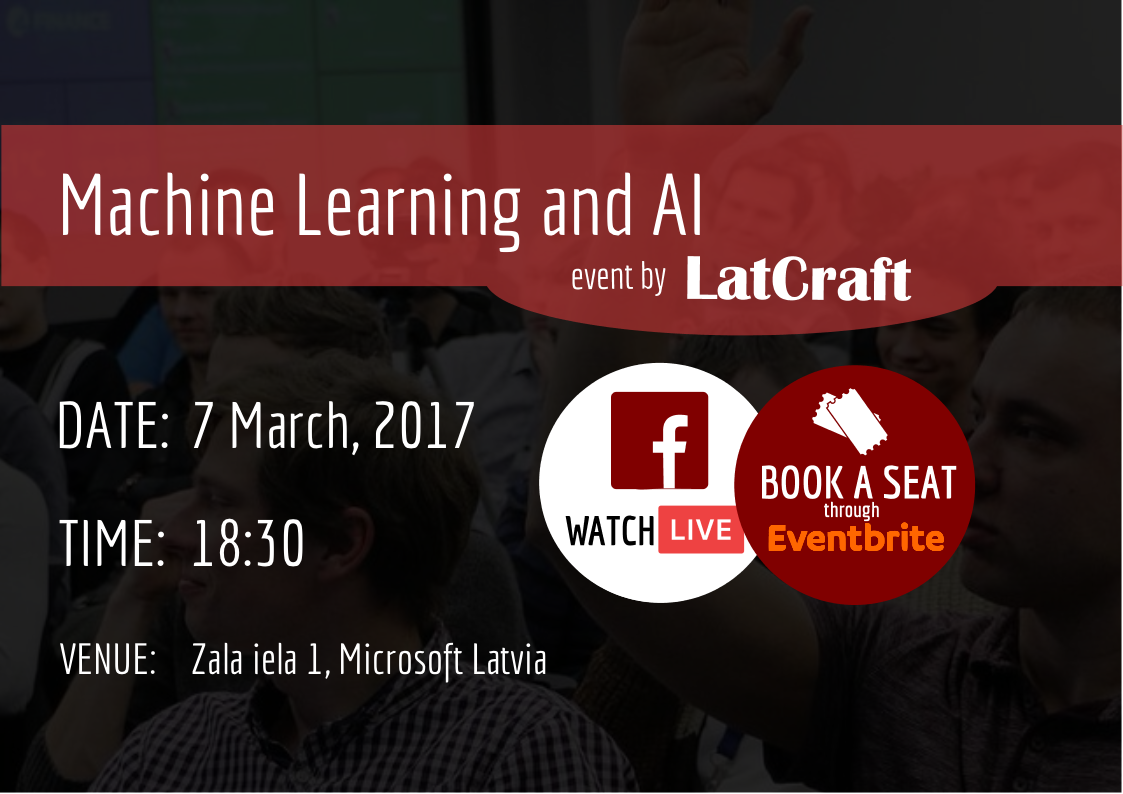 FINANCE
Machine Learning and AI
event by LatCraft
DATE: 7 March, 2017
TIME: 18:30
VENUE: Zala iela 1, Microsoft Latvia
f
WATCH LIVE
BOOK A SEAT
through
Eventbrite